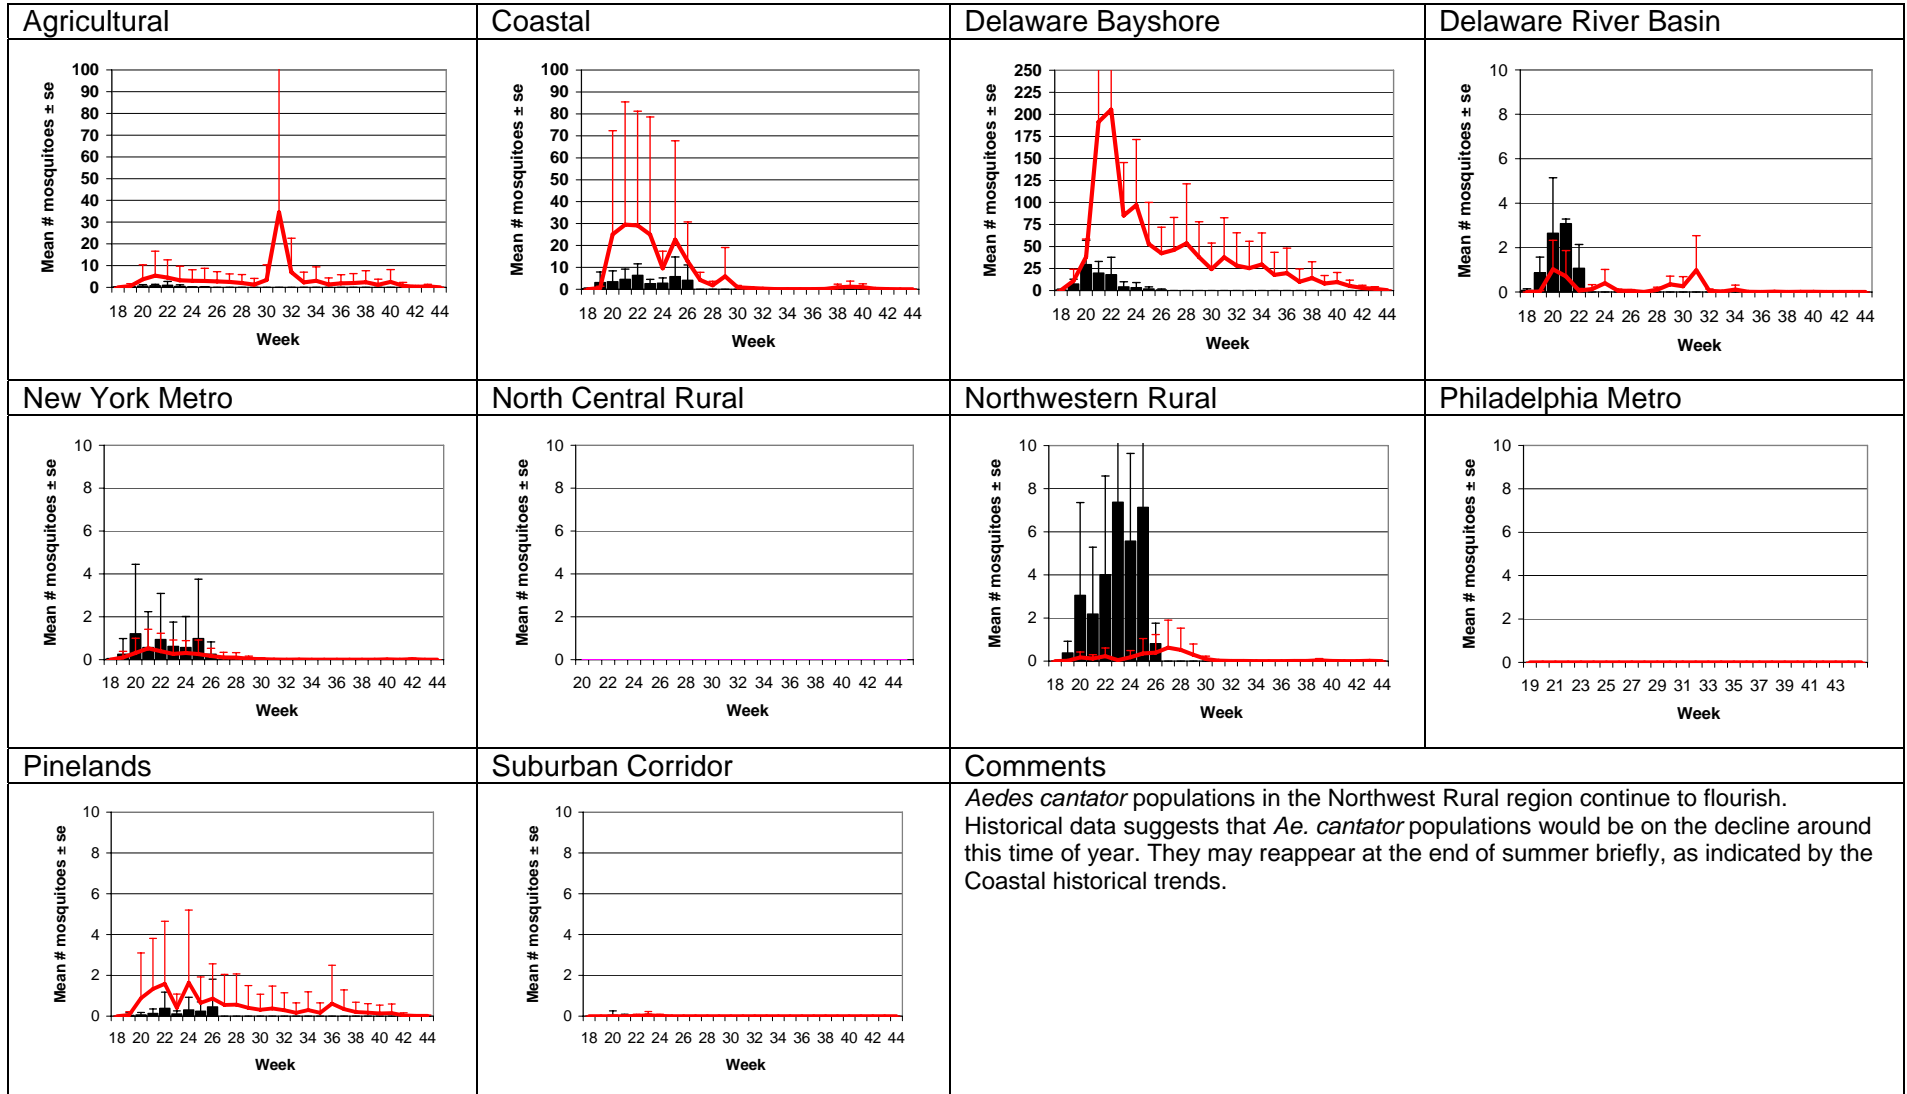 Agricultural
Coastal
Delaware Bayshore
Delaware River Basin
Mean # mosquitoes ± se
100
90
80
70
60
50
40
30
20
10
0
18 20 22 24 26 28 30 32 34 36 38 40 42 44
Week
Mean # mosquitoes ± se
100
90
80
70
60
50
40
30
20
10
0
18 20 22 24 26 28 30 32 34 36 38 40 42 44
Week
Mean # mosquitoes ± se
250
225
200
175
150
125
100
75
50
25
0
18 20 22 24 26 28 30 32 34 36 38 40 42 44
Week
Mean # mosquitoes ± se
10
8
6
4
2
0
18 20 22 24 26 28 30 32 34 36 38 40 42 44
Week
New York Metro
North Central Rural
Northwestern Rural
Philadelphia Metro
Mean # mosquitoes ± se
10
8
6
4
2
0
18 20 22 24 26 28 30 32 34 36 38 40 42 44
Week
Mean # mosquitoes ± se
10
8
6
4
2
0
20 22 24 26 28 30 32 34 36 38 40 42 44
Week
Mean # mosquitoes ± se
10
8
6
4
2
0
18 20 22 24 26 28 30 32 34 36 38 40 42 44
Week
Mean # mosquitoes ± se
10
8
6
4
2
0
19 21 23 25 27 29 31 33 35 37 39 41 43
Week
Pinelands
Suburban Corridor
Comments
Mean # mosquitoes ± se
10
8
6
4
2
0
18 20 22 24 26 28 30 32 34 36 38 40 42 44
Week
Mean # mosquitoes ± se
10
8
6
4
2
0
18 20 22 24 26 28 30 32 34 36 38 40 42 44
Week
Aedes cantator populations in the Northwest Rural region continue to flourish.
Historical data suggests that Ae. cantator populations would be on the decline around
this time of year. They may reappear at the end of summer briefly, as indicated by the
Coastal historical trends.